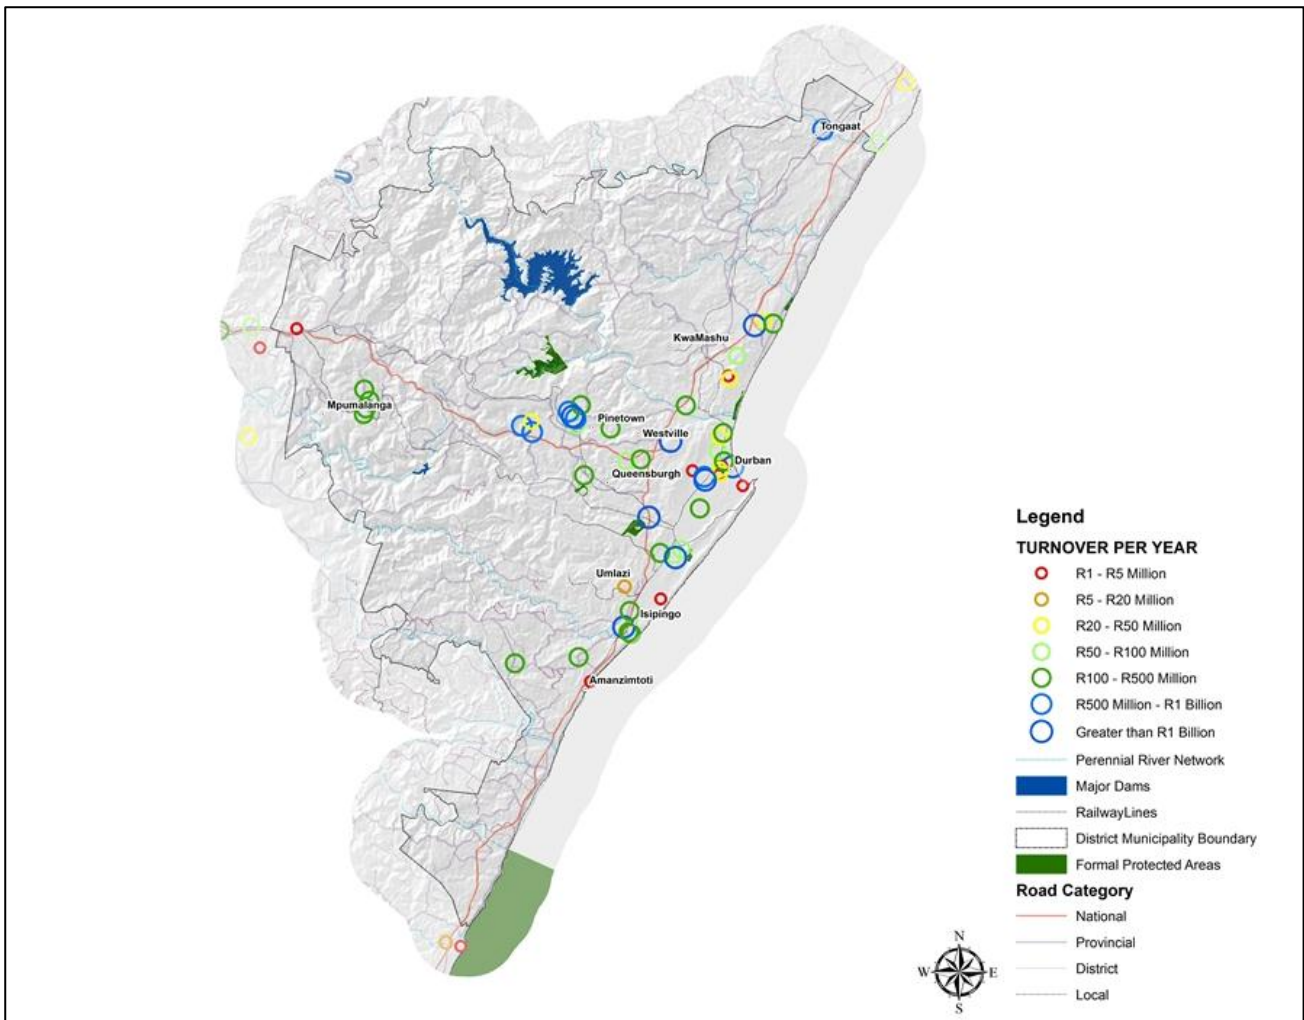 Tongaat
KwaMashu
Mpumalanga
Pinetown
Westville
Queensburgh
Durban
Umlazi
Isipingo
Amanzimtoti
Legend
TURNOVER PER YEAR
R1 - R5 Million
R5 - R20 Million
R20 - R50 Million
R50 - R100 Million
R100 - R500 Million
R500 Million - R1 Billion
Greater than R1 Billion
Perennial River Network
Major Dams
RailwayLines
District Municipality Boundary
Formal Protected Areas
Road Category
National
Provincial
District
Local
N
W E
S